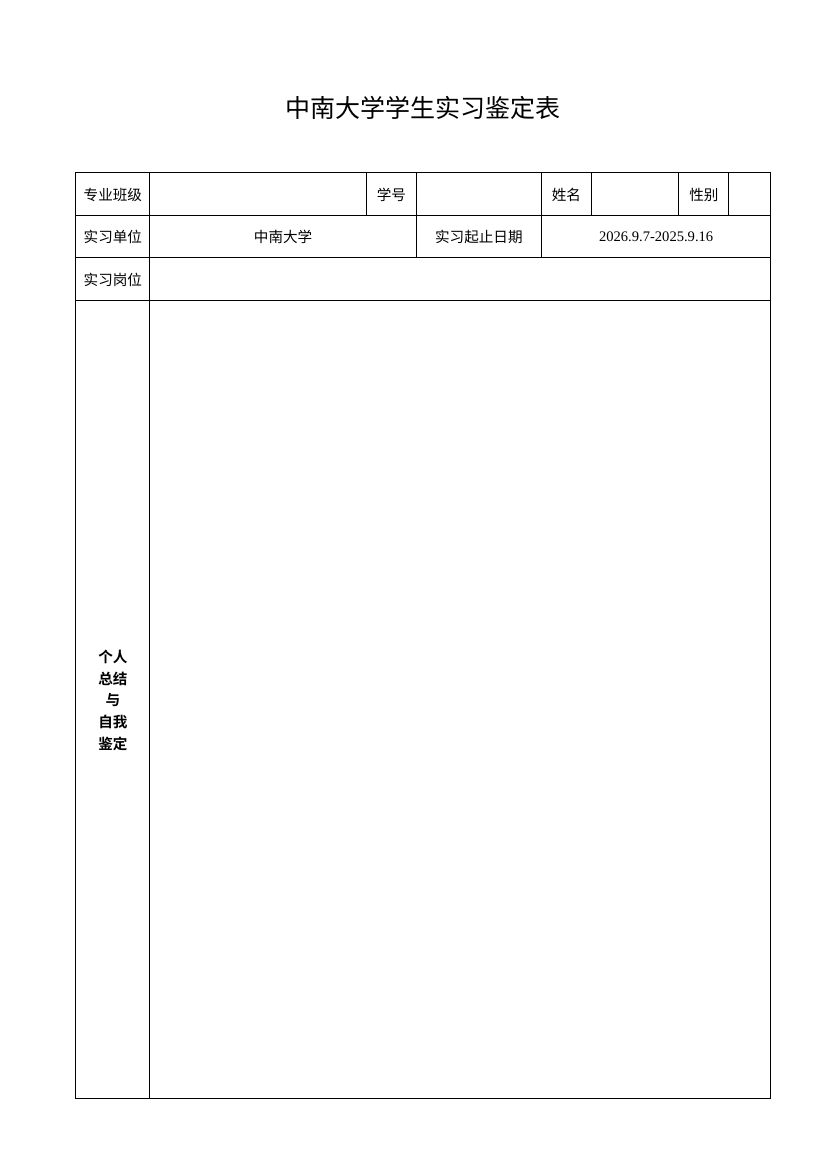 中南大学学生实习鉴定表
专业班级 学号 姓名 性别
实习单位 中南大学 实习起止日期 2026.9.7-2025.9.16
实习岗位
个人
总结
与
自我
鉴定